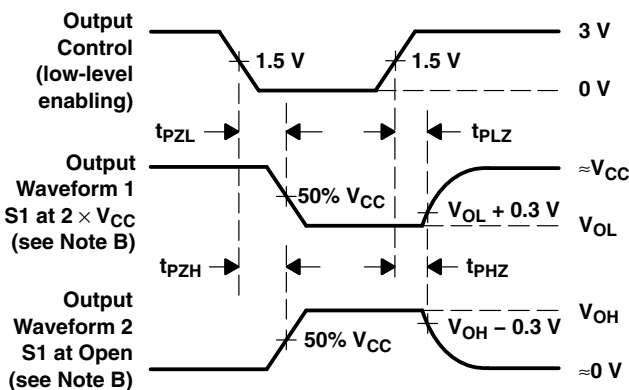 Output
Control
(low-level
enabling)
1.5 V
1.5 V
3 V
0 V
tPZL
tPLZ
Output
Waveform 1
S1 at 2 × VCC
(see Note B)
50% VCC
VOL + 0.3 V
≈VCC
VOL
tPZH
tPHZ
Output
Waveform 2
S1 at Open
(see Note B)
50% VCC
VOH − 0.3 V
VOH
≈0 V